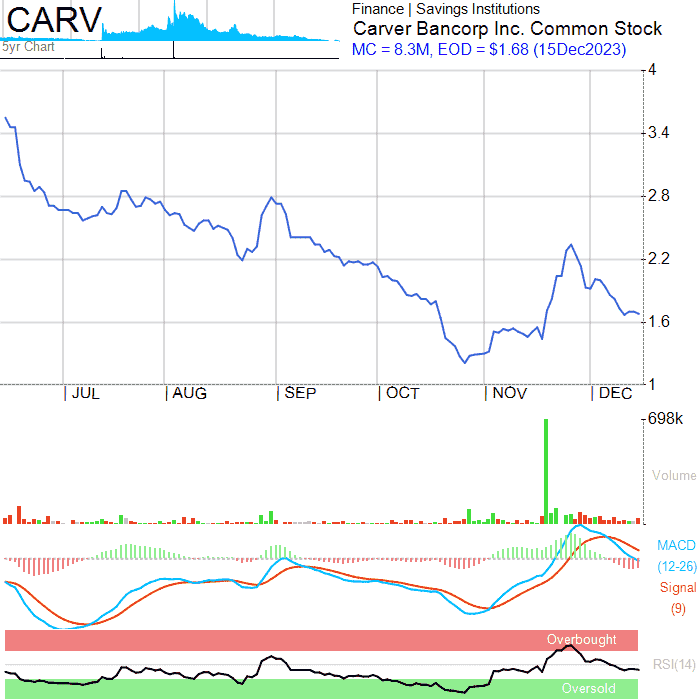 CARV
5yr Chart
Finance | Savings Institutions
Carver Bancorp Inc. Common Stock
MC = 8.3M, EOD = $1.68 (15Dec2023)
4
3.4
2.8
2.2
1.6
1
JUL AUG SEP OCT NOV DEC
698k
Volume
MACD
(12-26)
Signal
(9)
Overbought
RSI(14)
Oversold